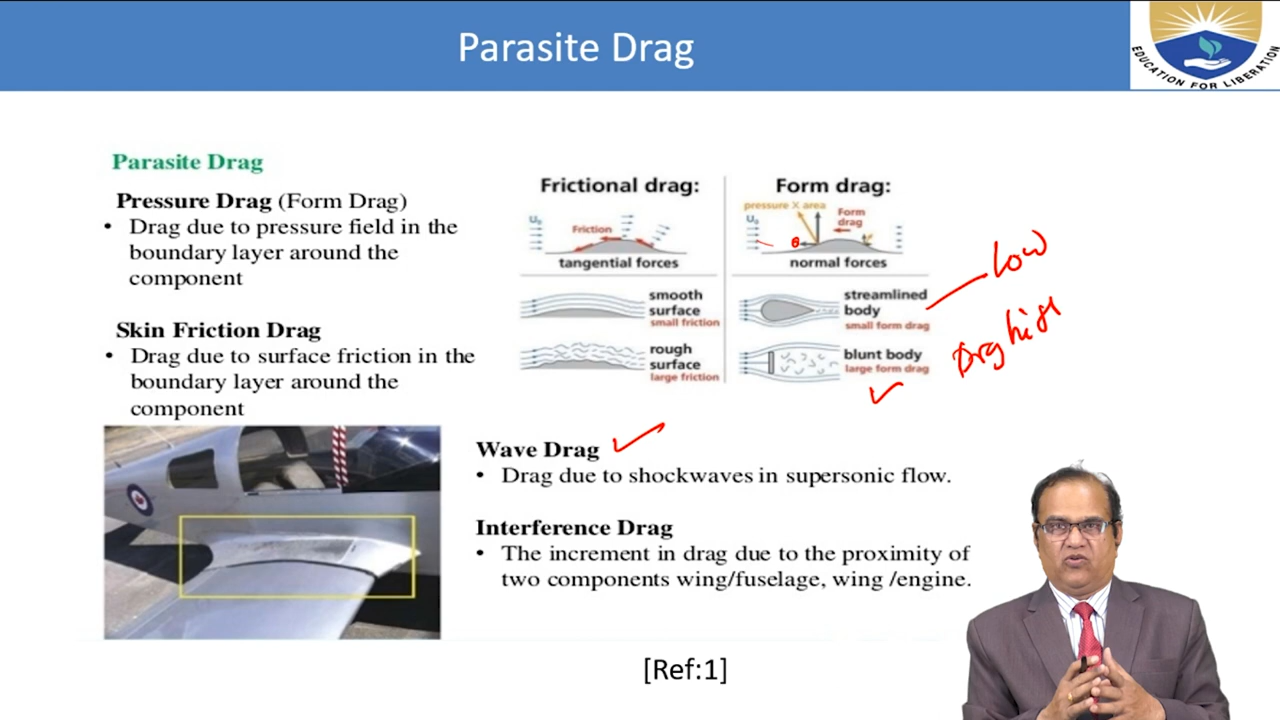 Parasite Drag
EDUCATION FOR LIBERATION
Parasite Drag
Pressure Drag (Form Drag)
• Drag due to pressure field in the
boundary layer around the
component
Skin Friction Drag
• Drag due to surface friction in the
boundary layer around the
component
Frictional drag:
U₀
Friction
tangential forces
smooth
surface
small friction
rough
surface
large friction
Form drag:
pressure X area
U₀
Form
drag
θ
normal forces
streamlined
body
small form drag
blunt body
large form drag
Low
Drg high
Wave Drag
• Drag due to shockwaves in supersonic flow.
Interference Drag
• The increment in drag due to the proximity of
two components wing/fuselage, wing /engine.
[Ref:1]